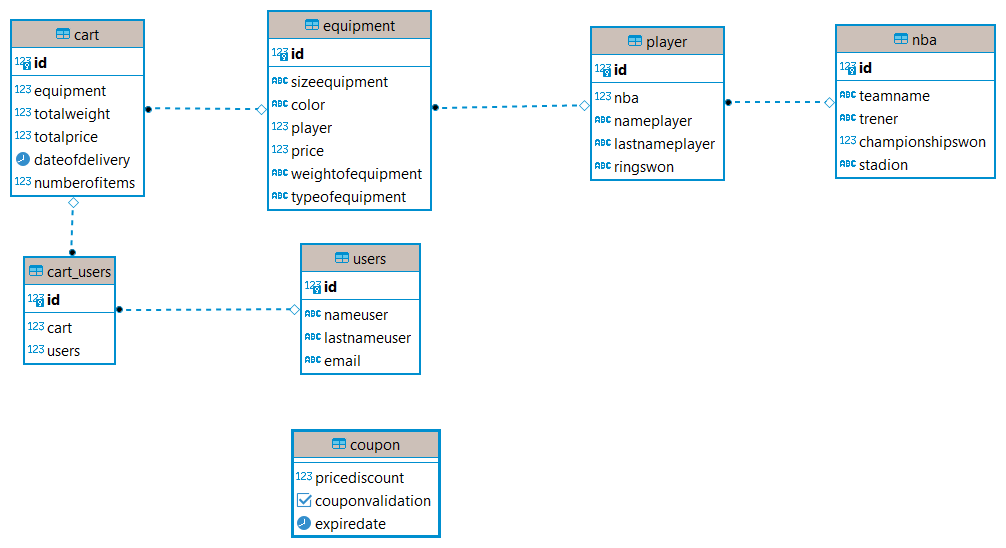 cart
123 id
123 equipment
123 totalweight
123 totalprice
dateofdelivery
123 numberofitems
equipment
123 id
ABC sizeequipment
ABC color
123 player
123 price
ABC weightofequipment
ABC typeofequipment
player
123 id
123 nba
ABC nameplayer
ABC lastnameplayer
ABC ringswon
nba
123 id
ABC teamname
ABC trener
123 championshipswon
ABC stadion
cart_users
123 id
123 cart
123 users
users
123 id
ABC nameuser
ABC lastnameuser
ABC email
coupon
123 pricediscount
couponvalidation
expiredate